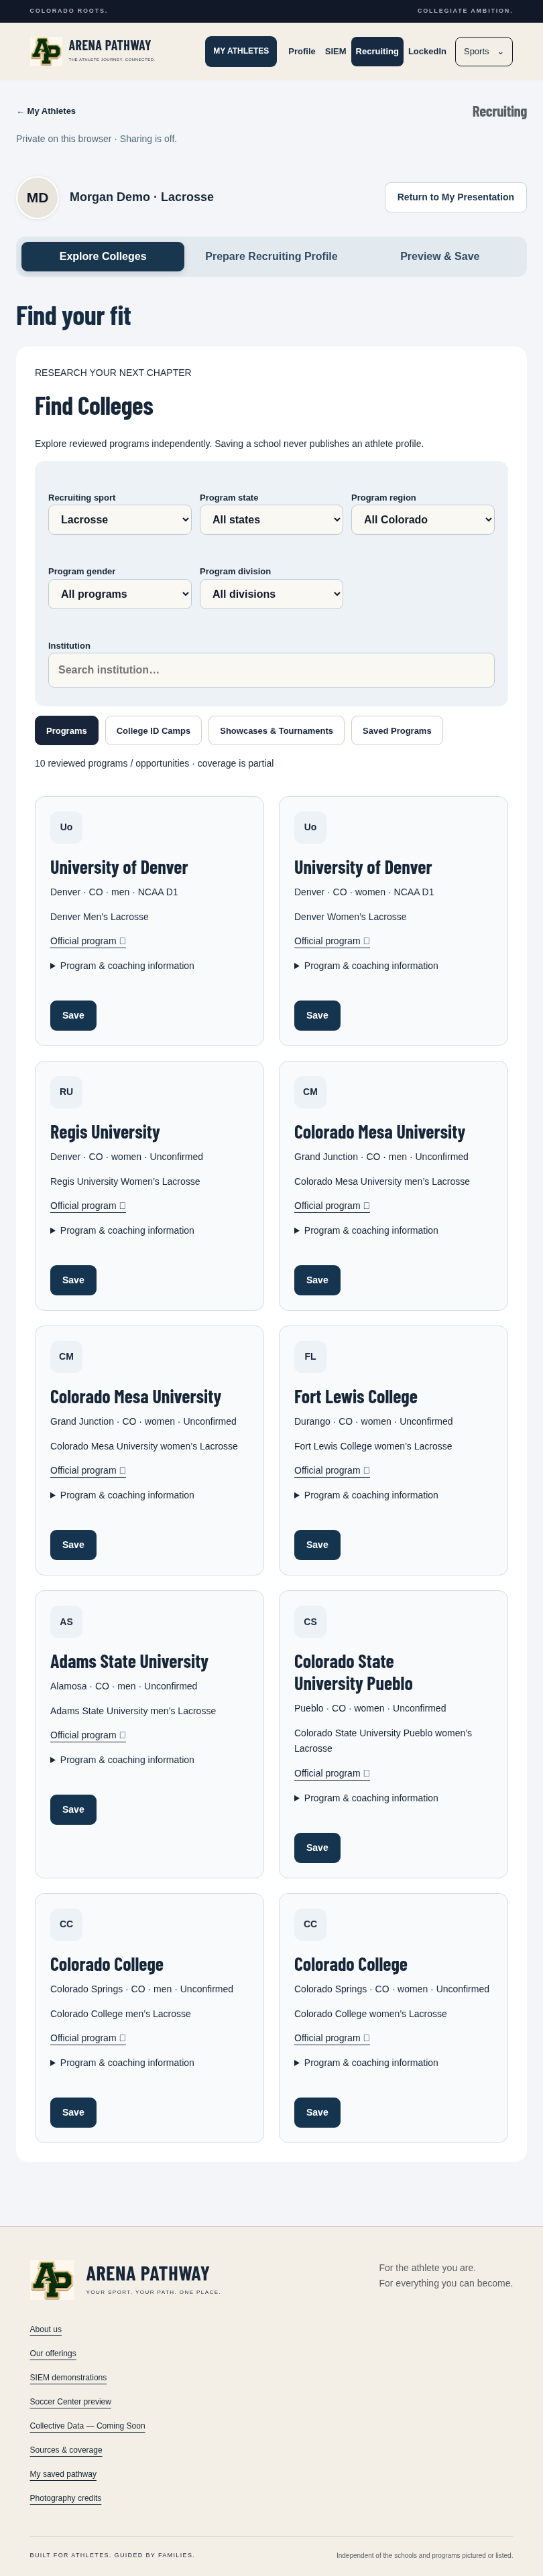 COLORADO ROOTS. COLLEGIATE AMBITION.
AP ARENA PATHWAY
THE ATHLETE JOURNEY, CONNECTED.
MY ATHLETES Profile SIEM Recruiting LockedIn Sports
← My Athletes Recruiting
Private on this browser · Sharing is off.
MD Morgan Demo · Lacrosse Return to My Presentation
Explore Colleges Prepare Recruiting Profile Preview & Save
Find your fit
RESEARCH YOUR NEXT CHAPTER
Find Colleges
Explore reviewed programs independently. Saving a school never publishes an athlete profile.
Recruiting sport Program state Program region
Lacrosse All states All Colorado
Program gender Program division
All programs All divisions
Institution
Search institution…
Programs College ID Camps Showcases & Tournaments Saved Programs
10 reviewed programs / opportunities · coverage is partial
Uo
University of Denver
Denver · CO · men · NCAA D1
Denver Men's Lacrosse
Official program
Program & coaching information
Save
Uo
University of Denver
Denver · CO · women · NCAA D1
Denver Women's Lacrosse
Official program
Program & coaching information
Save
RU
Regis University
Denver · CO · women · Unconfirmed
Regis University Women's Lacrosse
Official program
Program & coaching information
Save
CM
Colorado Mesa University
Grand Junction · CO · men · Unconfirmed
Colorado Mesa University men's Lacrosse
Official program
Program & coaching information
Save
CM
Colorado Mesa University
Grand Junction · CO · women · Unconfirmed
Colorado Mesa University women's Lacrosse
Official program
Program & coaching information
Save
FL
Fort Lewis College
Durango · CO · women · Unconfirmed
Fort Lewis College women's Lacrosse
Official program
Program & coaching information
Save
AS
Adams State University
Alamosa · CO · men · Unconfirmed
Adams State University men's Lacrosse
Official program
Program & coaching information
Save
CS
Colorado State
University Pueblo
Pueblo · CO · women · Unconfirmed
Colorado State University Pueblo women's
Lacrosse
Official program
Program & coaching information
Save
CC
Colorado College
Colorado Springs · CO · men · Unconfirmed
Colorado College men's Lacrosse
Official program
Program & coaching information
Save
CC
Colorado College
Colorado Springs · CO · women · Unconfirmed
Colorado College women's Lacrosse
Official program
Program & coaching information
Save
AP ARENA PATHWAY
YOUR SPORT. YOUR PATH. ONE PLACE.
For the athlete you are.
For everything you can become.
About us
Our offerings
SIEM demonstrations
Soccer Center preview
Collective Data — Coming Soon
Sources & coverage
My saved pathway
Photography credits
BUILT FOR ATHLETES. GUIDED BY FAMILIES. Independent of the schools and programs pictured or listed.